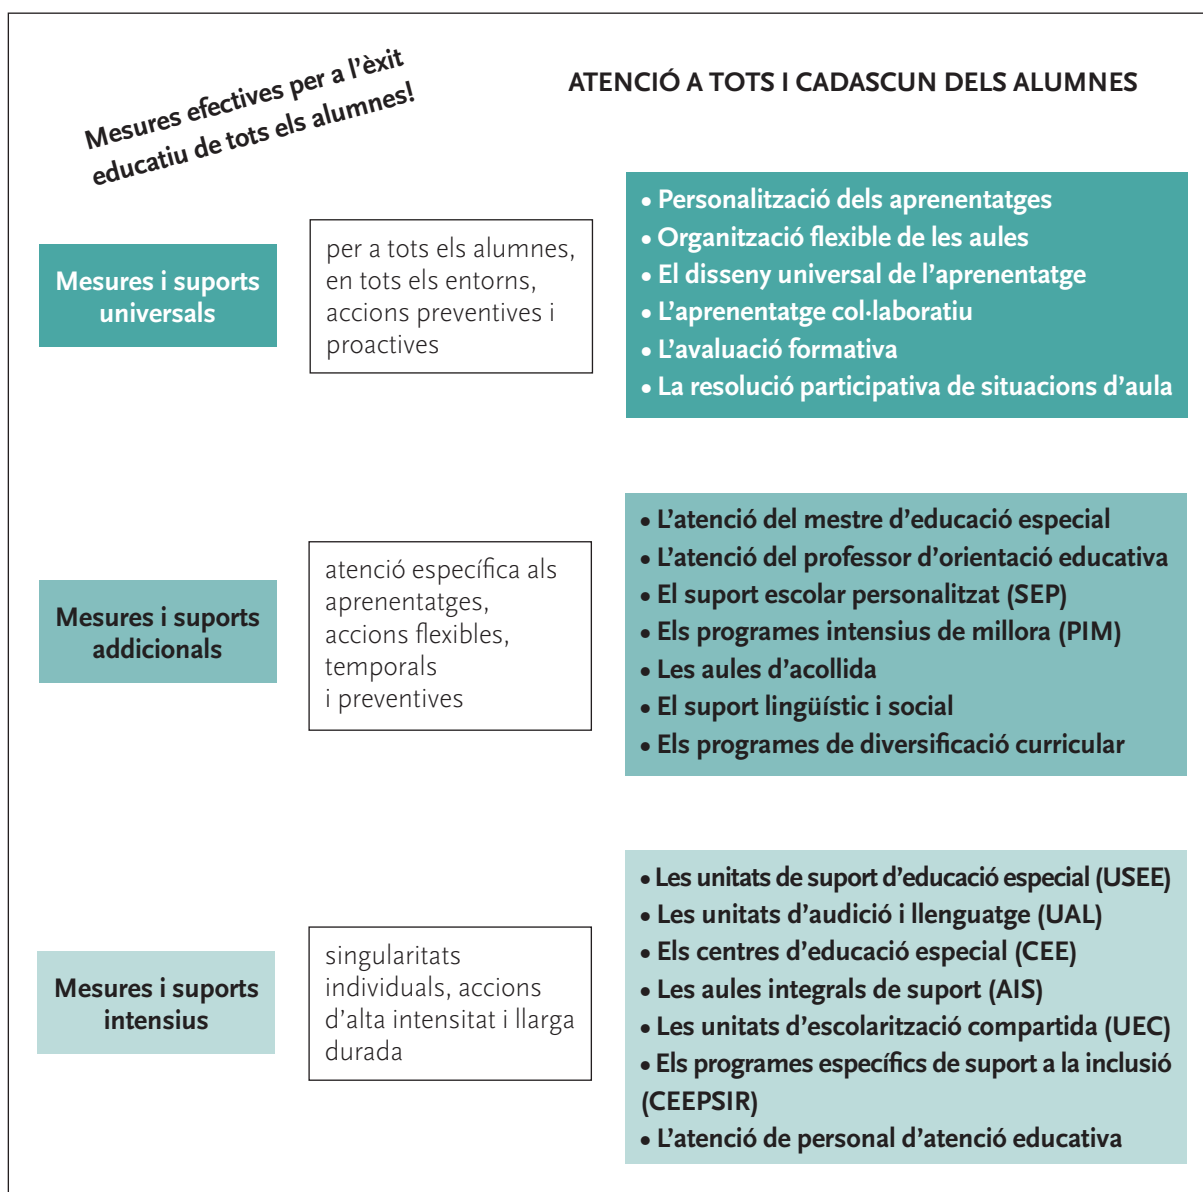 Mesures efectives per a l'èxit
educatiu de tots els alumnes!
ATENCIÓ A TOTS I CADASCUN DELS ALUMNES
Mesures i suports
universals
per a tots els alumnes,
en tots els entorns,
accions preventives i
proactives
• Personalització dels aprenentatges
• Organització flexible de les aules
• El disseny universal de l'aprenentatge
• L'aprenentatge col·laboratiu
• L'avaluació formativa
• La resolució participativa de situacions d'aula
Mesures i suports
addicionals
atenció específica als
aprenentatges,
accions flexibles,
temporals
i preventives
• L'atenció del mestre d'educació especial
• L'atenció del professor d'orientació educativa
• El suport escolar personalitzat (SEP)
• Els programes intensius de millora (PIM)
• Les aules d'acollida
• El suport lingüístic i social
• Els programes de diversificació curricular
Mesures i suports
intensius
singularitats
individuals, accions
d'alta intensitat i llarga
durada
• Les unitats de suport d'educació especial (USEE)
• Les unitats d'audició i llenguatge (UAL)
• Els centres d'educació especial (CEE)
• Les aules integrals de suport (AIS)
• Les unitats d'escolarització compartida (UEC)
• Els programes específics de suport a la inclusió
(CEEPSIR)
• L'atenció de personal d'atenció educativa